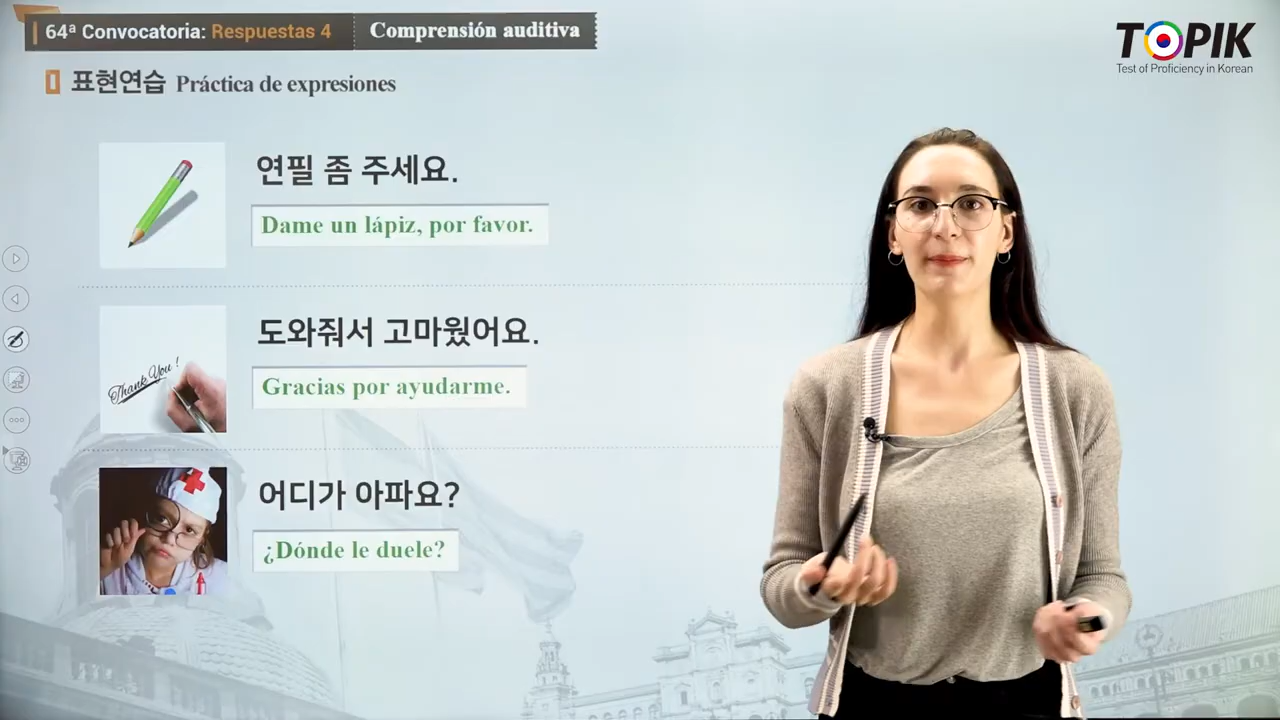 64ª Convocatoria: Respuestas 4 Comprensión auditiva
TOPIK
Test of Proficiency in Korean
표현연습 Práctica de expresiones
연필 좀 주세요.
Dame un lápiz, por favor.
도와줘서 고마웠어요.
Gracias por ayudarme.
Thank You !
어디가 아파요?
¿Dónde le duele?